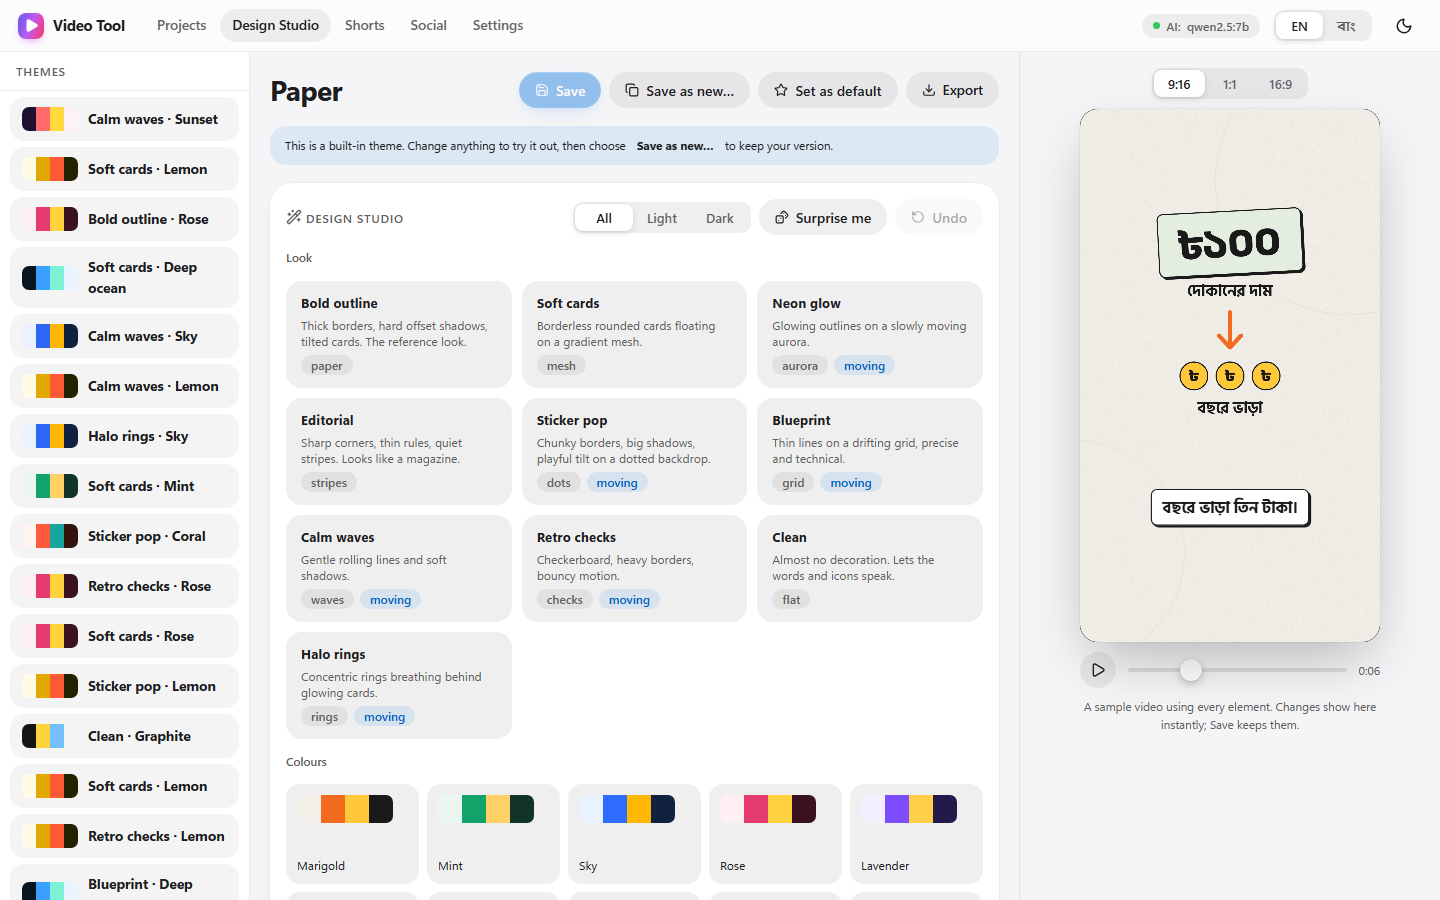 Video Tool
Projects
Design Studio
Shorts
Social
Settings
AI: qwen2.5:7b
EN
বাং
THEMES
Calm waves · Sunset
Soft cards · Lemon
Bold outline · Rose
Soft cards · Deep
ocean
Calm waves · Sky
Calm waves · Lemon
Halo rings · Sky
Soft cards · Mint
Sticker pop · Coral
Retro checks · Rose
Soft cards · Rose
Sticker pop · Lemon
Clean · Graphite
Soft cards · Lemon
Retro checks · Lemon
Blueprint · Deep
Paper
Save
Save as new...
Set as default
Export
This is a built-in theme. Change anything to try it out, then choose Save as new... to keep your version.
DESIGN STUDIO
All
Light
Dark
Surprise me
Undo
Look
Bold outline
Thick borders, hard offset shadows,
tilted cards. The reference look.
paper
Soft cards
Borderless rounded cards floating
on a gradient mesh.
mesh
Neon glow
Glowing outlines on a slowly moving
aurora.
aurora
moving
Editorial
Sharp corners, thin rules, quiet
stripes. Looks like a magazine.
stripes
Sticker pop
Chunky borders, big shadows,
playful tilt on a dotted backdrop.
dots
moving
Blueprint
Thin lines on a drifting grid, precise
and technical.
grid
moving
Calm waves
Gentle rolling lines and soft
shadows.
waves
moving
Retro checks
Checkerboard, heavy borders,
bouncy motion.
checks
moving
Clean
Almost no decoration. Lets the
words and icons speak.
flat
Halo rings
Concentric rings breathing behind
glowing cards.
rings
moving
Colours
Marigold
Mint
Sky
Rose
Lavender
9:16
1:1
16:9
৳১০০
দোকানের দাম
৳ ৳ ৳
বছরে ভাড়া
বছরে ভাড়া তিন টাকা।
0:06
A sample video using every element. Changes show here
instantly; Save keeps them.